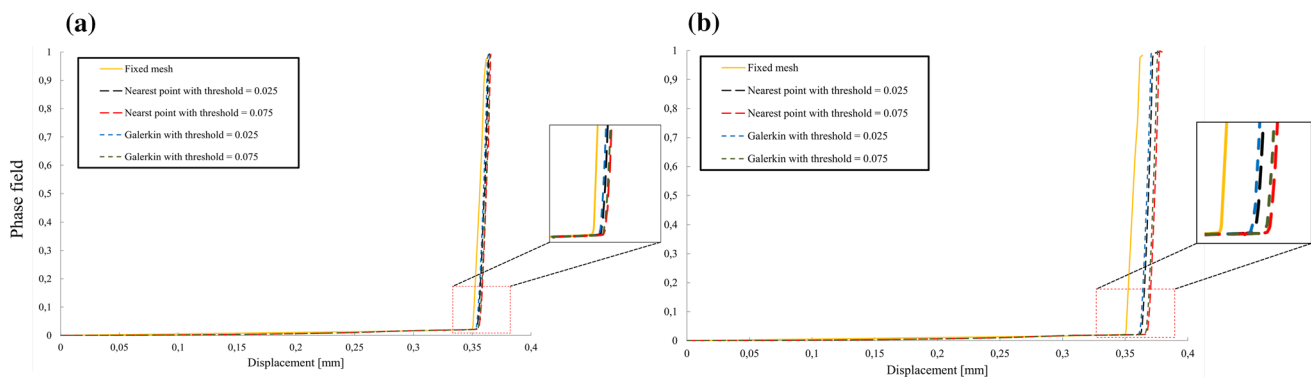 (a)
1
0,9
0,8
0,7
0,6
0,5
0,4
0,3
0,2
0,1
0
Phase field
Fixed mesh
Nearest point with threshold = 0.025
Nearst point with threshold = 0.075
Galerkin with threshold = 0.025
Galerkin with threshold = 0.075
0 0,05 0,1 0,15 0,2 0,25 0,3 0,35 0,4
Displacement [mm]
(b)
1
0,9
0,8
0,7
0,6
0,5
0,4
0,3
0,2
0,1
0
Fixed mesh
Nearest point with threshold = 0.025
Nearest point with threshold = 0.075
Galerkin with threshold = 0.025
Galerkin with threshold = 0.075
0 0,05 0,1 0,15 0,2 0,25 0,3 0,35 0,4
Displacement [mm]